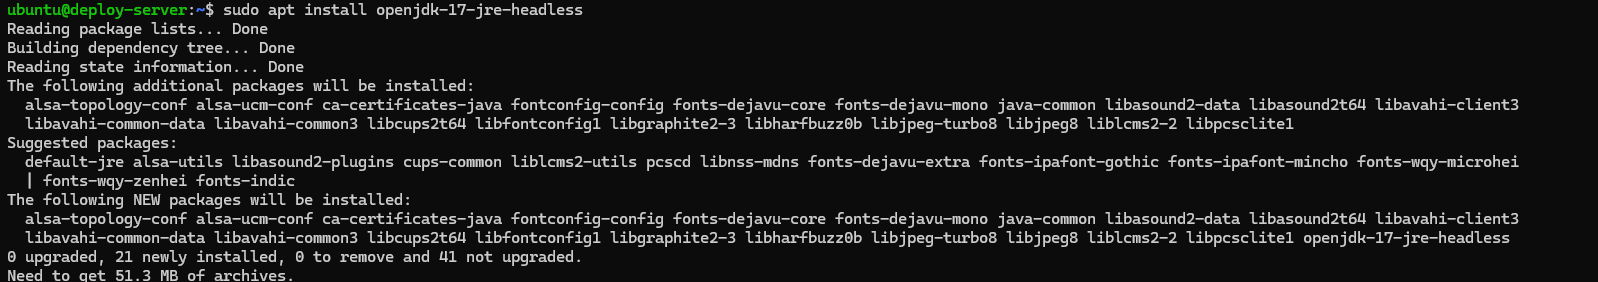 ubuntu@deploy-server:~$ sudo apt install openjdk-17-jre-headless
Reading package lists... Done
Building dependency tree... Done
Reading state information... Done
The following additional packages will be installed:
  alsa-topology-conf alsa-ucm-conf ca-certificates-java fontconfig-config fonts-dejavu-core fonts-dejavu-mono java-common libasound2-data libasound2t64 libavahi-client3
  libavahi-common-data libavahi-common3 libcups2t64 libfontconfig1 libgraphite2-3 libharfbuzz0b libjpeg-turbo8 libjpeg8 liblcms2-2 libpcsclite1
Suggested packages:
  default-jre alsa-utils libasound2-plugins cups-common liblcms2-utils pcscd libnss-mdns fonts-dejavu-extra fonts-ipafont-gothic fonts-ipafont-mincho fonts-wqy-microhei
  | fonts-wqy-zenhei fonts-indic
The following NEW packages will be installed:
  alsa-topology-conf alsa-ucm-conf ca-certificates-java fontconfig-config fonts-dejavu-core fonts-dejavu-mono java-common libasound2-data libasound2t64 libavahi-client3
  libavahi-common-data libavahi-common3 libcups2t64 libfontconfig1 libgraphite2-3 libharfbuzz0b libjpeg-turbo8 libjpeg8 liblcms2-2 libpcsclite1 openjdk-17-jre-headless
0 upgraded, 21 newly installed, 0 to remove and 41 not upgraded.
Need to get 51.3 MB of archives.